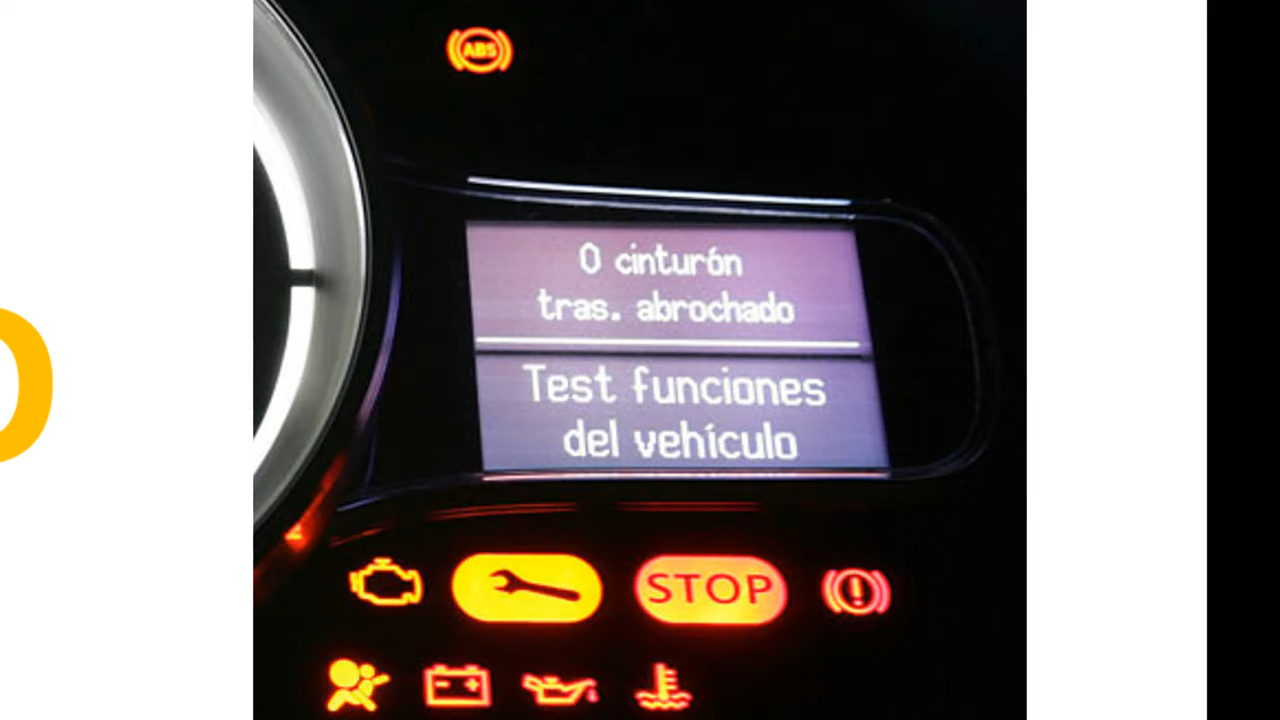 ABS
0 cinturón
tras. abrochado
Test funciones
del vehículo
STOP